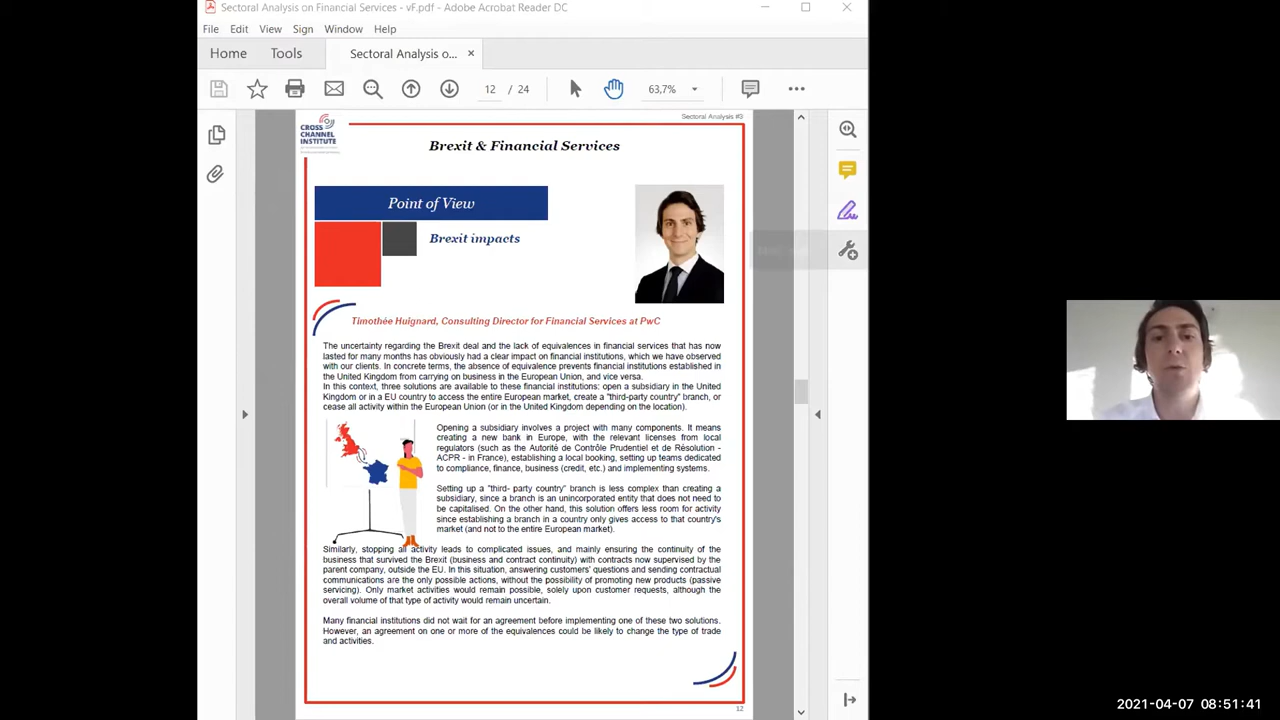 Sectoral Analysis on Financial Services - vF.pdf - Adobe Acrobat Reader DC
File Edit View Sign Window Help
Home Tools Sectoral Analysis o... ×
12 / 24 63,7%
Sectoral Analysis #3
CROSS
CHANNEL
INSTITUTE
Brexit & Financial Services
Point of View
Brexit impacts
Timothée Huignard, Consulting Director for Financial Services at PwC
The uncertainty regarding the Brexit deal and the lack of equivalences in financial services that has now
lasted for many months has obviously had a clear impact on financial institutions, which we have observed
with our clients. In concrete terms, the absence of equivalence prevents financial institutions established in
the United Kingdom from carrying on business in the European Union, and vice versa.
In this context, three solutions are available to these financial institutions: open a subsidiary in the United
Kingdom or in a EU country to access the entire European market, create a "third-party country" branch, or
cease all activity within the European Union (or in the United Kingdom depending on the location).
Opening a subsidiary involves a project with many components. It means
creating a new bank in Europe, with the relevant licenses from local
regulators (such as the Autorité de Contrôle Prudentiel et de Résolution -
ACPR - in France), establishing a local booking, setting up teams dedicated
to compliance, finance, business (credit, etc.) and implementing systems.
Setting up a "third- party country" branch is less complex than creating a
subsidiary, since a branch is an unincorporated entity that does not need to
be capitalised. On the other hand, this solution offers less room for activity
since establishing a branch in a country only gives access to that country's
market (and not to the entire European market).
Similarly, stopping all activity leads to complicated issues, and mainly ensuring the continuity of the
business that survived the Brexit (business and contract continuity) with contracts now supervised by the
parent company, outside the EU. In this situation, answering customers' questions and sending contractual
communications are the only possible actions, without the possibility of promoting new products (passive
servicing). Only market activities would remain possible, solely upon customer requests, although the
overall volume of that type of activity would remain uncertain.
Many financial institutions did not wait for an agreement before implementing one of these two solutions.
However, an agreement on one or more of the equivalences could be likely to change the type of trade
and activities.
12
2021-04-07 08:51:41